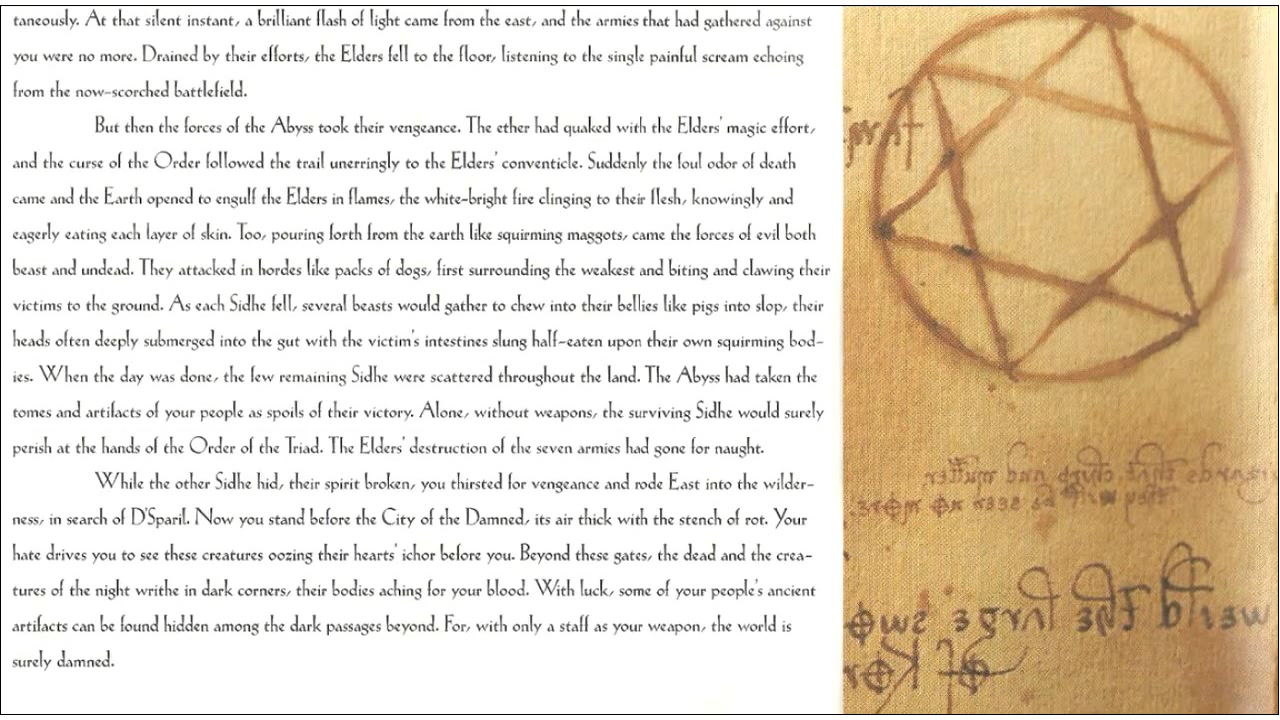 taneously. At that silent instant, a brilliant flash of light came from the east, and the armies that had gathered against
you were no more. Drained by their efforts, the Elders fell to the floor, listening to the single painful scream echoing
from the now-scorched battlefield.
But then the forces of the Abyss took their vengeance. The ether had quaked with the Elders' magic effort,
and the curse of the Order followed the trail unerringly to the Elders' conventicle. Suddenly the foul odor of death
came and the Earth opened to engulf the Elders in flames, the white-bright fire clinging to their flesh, knowingly and
eagerly eating each layer of skin. Too, pouring forth from the earth like squirming maggots, came the forces of evil both
beast and undead. They attacked in hordes like packs of dogs, first surrounding the weakest and biting and clawing their
victims to the ground. As each Sidhe fell, several beasts would gather to chew into their bellies like pigs into slop, their
heads often deeply submerged into the gut with the victim's intestines slung half-eaten upon their own squirming bod-
ies. When the day was done, the few remaining Sidhe were scattered throughout the land. The Abyss had taken the
tomes and artifacts of your people as spoils of their victory. Alone, without weapons, the surviving Sidhe would surely
perish at the hands of the Order of the Triad. The Elders' destruction of the seven armies had gone for naught.
While the other Sidhe hid, their spirit broken, you thirsted for vengeance and rode East into the wilder-
ness, in search of D'Sparil. Now you stand before the City of the Damned, its air thick with the stench of rot. Your
hate drives you to see these creatures oozing their hearts' ichor before you. Beyond these gates, the dead and the crea-
tures of the night writhe in dark corners, their bodies aching for your blood. With luck, some of your people's ancient
artifacts can be found hidden among the dark passages beyond. For, with only a staff as your weapon, the world is
surely damned.